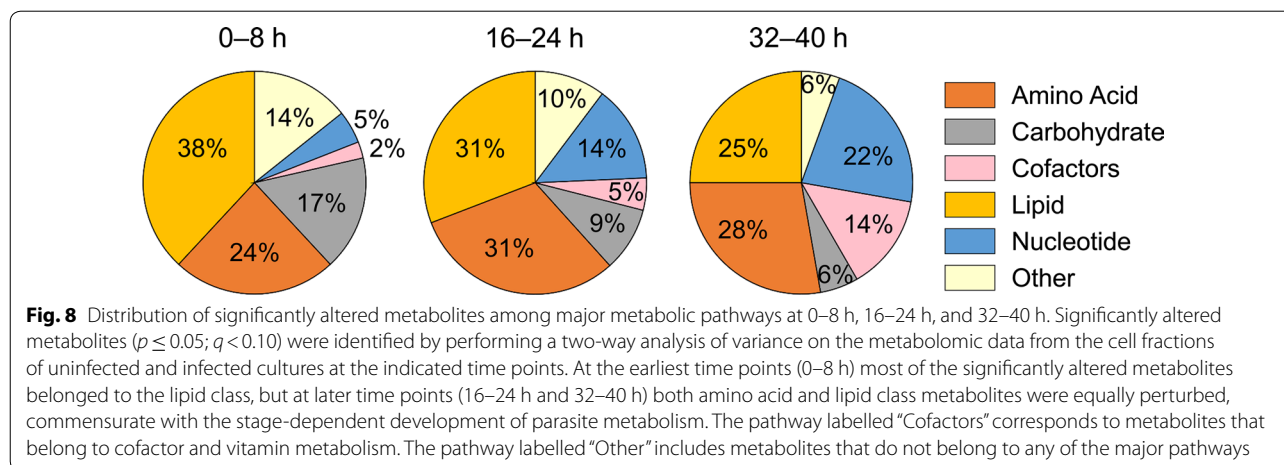 0–8 h
16–24 h
32–40 h
14%
5%
2%
17%
24%
38%
10%
14%
5%
9%
31%
31%
6%
22%
14%
6%
28%
25%
Amino Acid
Carbohydrate
Cofactors
Lipid
Nucleotide
Other
Fig. 8 Distribution of significantly altered metabolites among major metabolic pathways at 0–8 h, 16–24 h, and 32–40 h. Significantly altered
metabolites (p ≤ 0.05; q < 0.10) were identified by performing a two-way analysis of variance on the metabolomic data from the cell fractions
of uninfected and infected cultures at the indicated time points. At the earliest time points (0–8 h) most of the significantly altered metabolites
belonged to the lipid class, but at later time points (16–24 h and 32–40 h) both amino acid and lipid class metabolites were equally perturbed,
commensurate with the stage-dependent development of parasite metabolism. The pathway labelled “Cofactors” corresponds to metabolites that
belong to cofactor and vitamin metabolism. The pathway labelled “Other” includes metabolites that do not belong to any of the major pathways